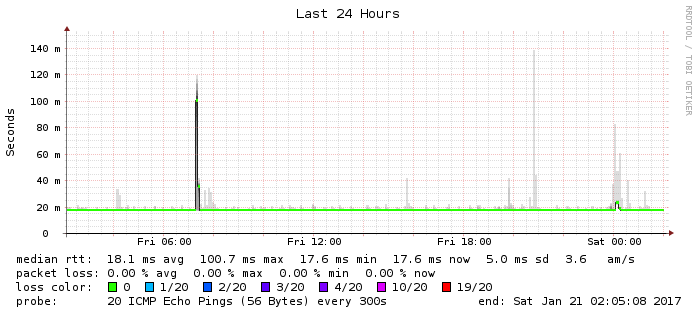 Last 24 Hours
RRDTOOL / TOBI OETIKER
Seconds
140 m
120 m
100 m
80 m
60 m
40 m
20 m
0
Fri 06:00 Fri 12:00 Fri 18:00 Sat 00:00
median rtt: 18.1 ms avg 100.7 ms max 17.6 ms min 17.6 ms now 5.0 ms sd 3.6 am/s
packet loss: 0.00 % avg 0.00 % max 0.00 % min 0.00 % now
loss color: 0 1/20 2/20 3/20 4/20 10/20 19/20
probe: 20 ICMP Echo Pings (56 Bytes) every 300s end: Sat Jan 21 02:05:08 2017